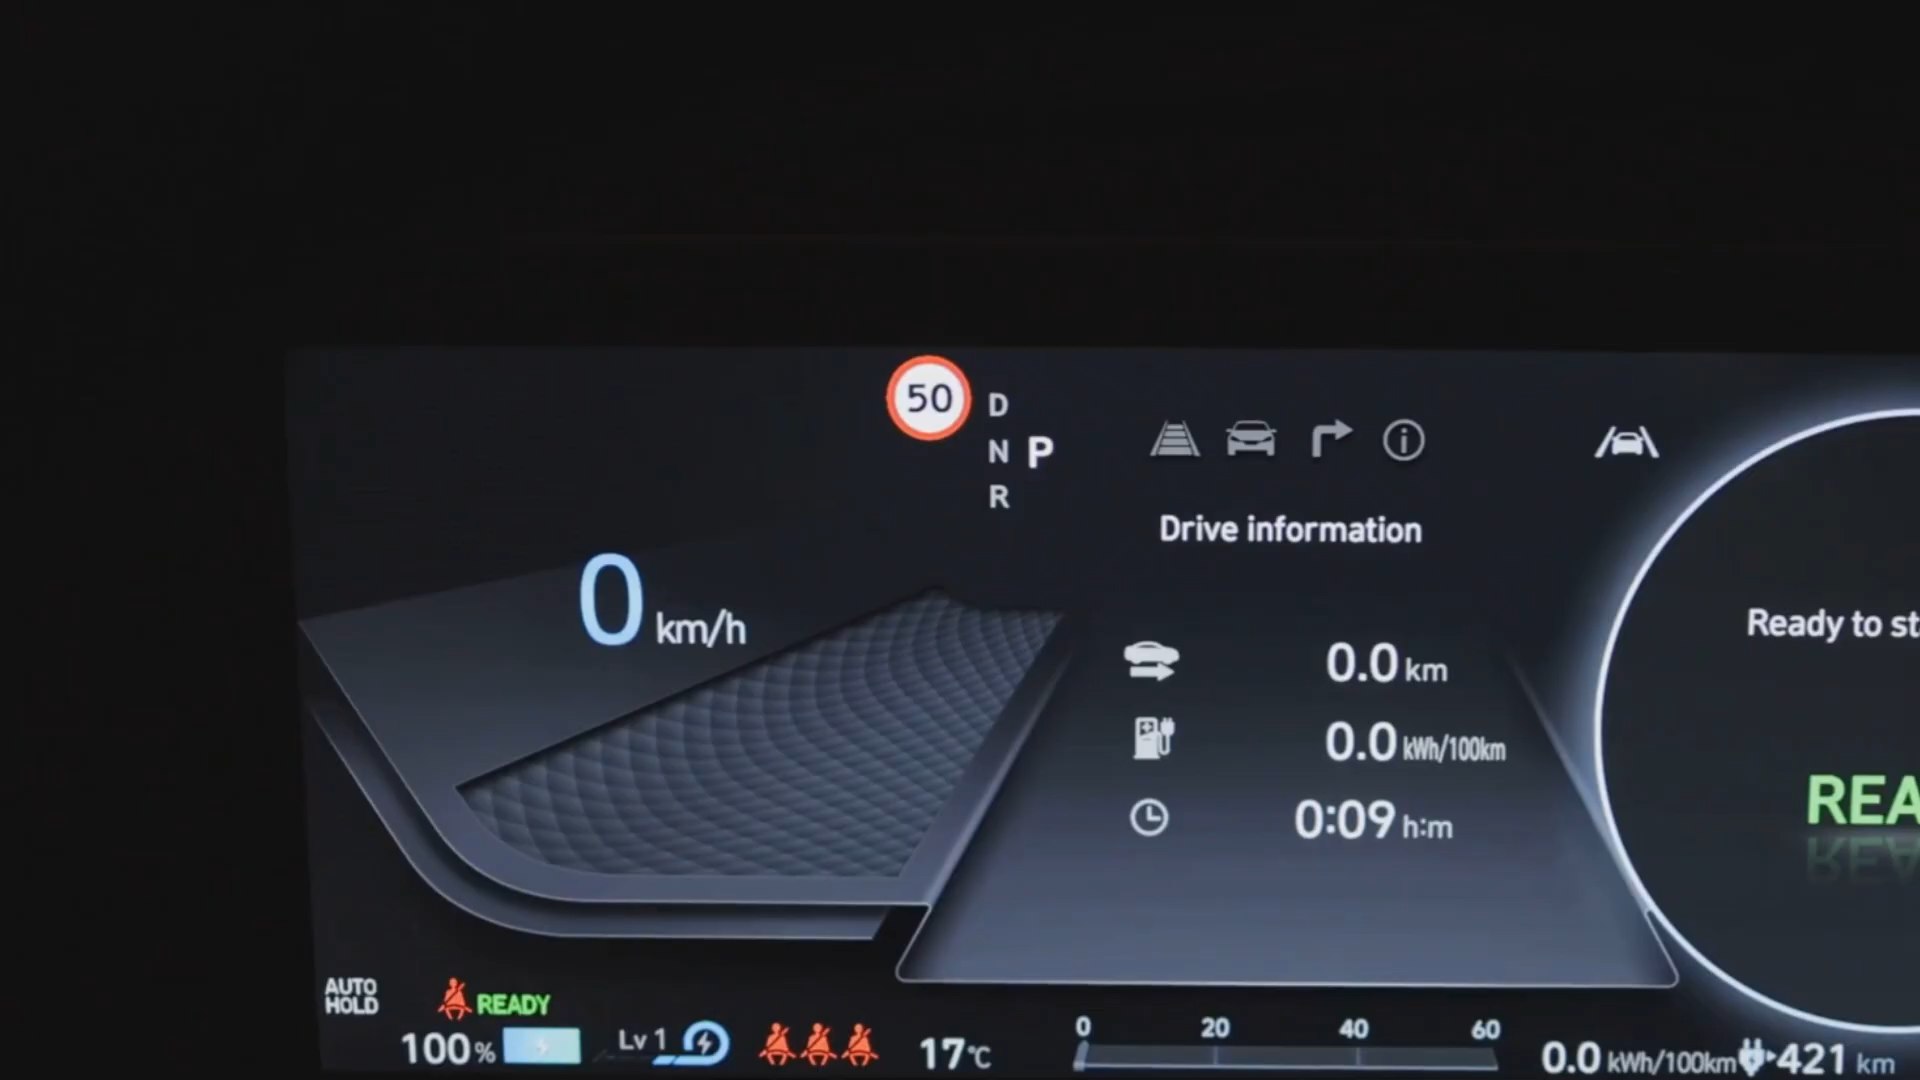 50
D
N P
R
Drive information
0 km/h
0.0 km
0.0 kWh/100km
0:09 h:m
Ready to st
REA
AUTO
HOLD
READY
100% Lv 1 17°C
0 20 40 60
0.0 kWh/100km 421 km